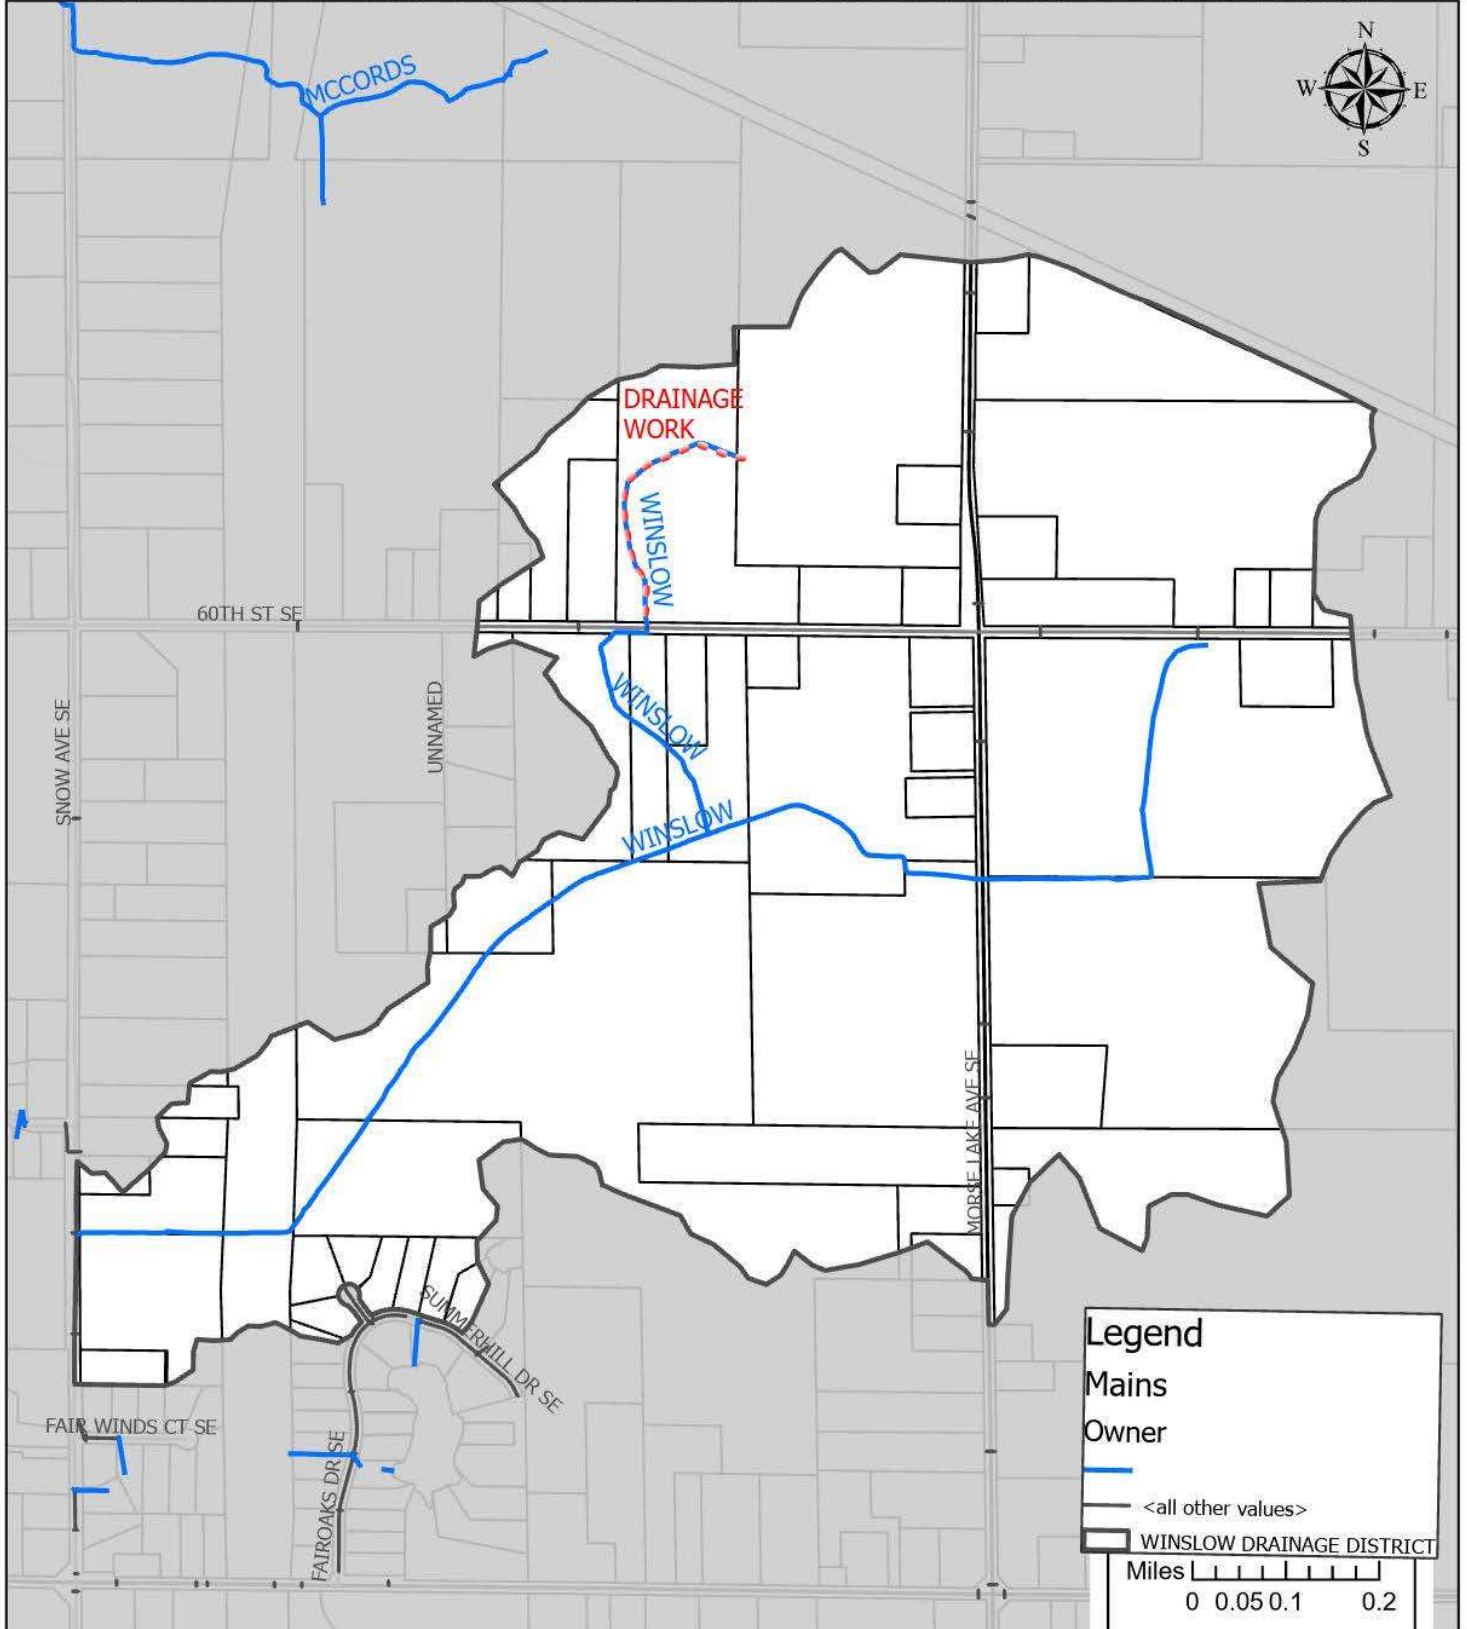 MCCORDS
N
W E
S
DRAINAGE
WORK
WINSLOW
60TH ST SE
SNOW AVE SE
UNNAMED
WINSLOW
WINSLOW
MORSE LAKE AVE SE
SUMMERHILL DR SE
FAIR WINDS CT SE
FAIROAKS DR SE
Legend
Mains
Owner
<all other values>
WINSLOW DRAINAGE DISTRICT
Miles
0 0.05 0.1 0.2